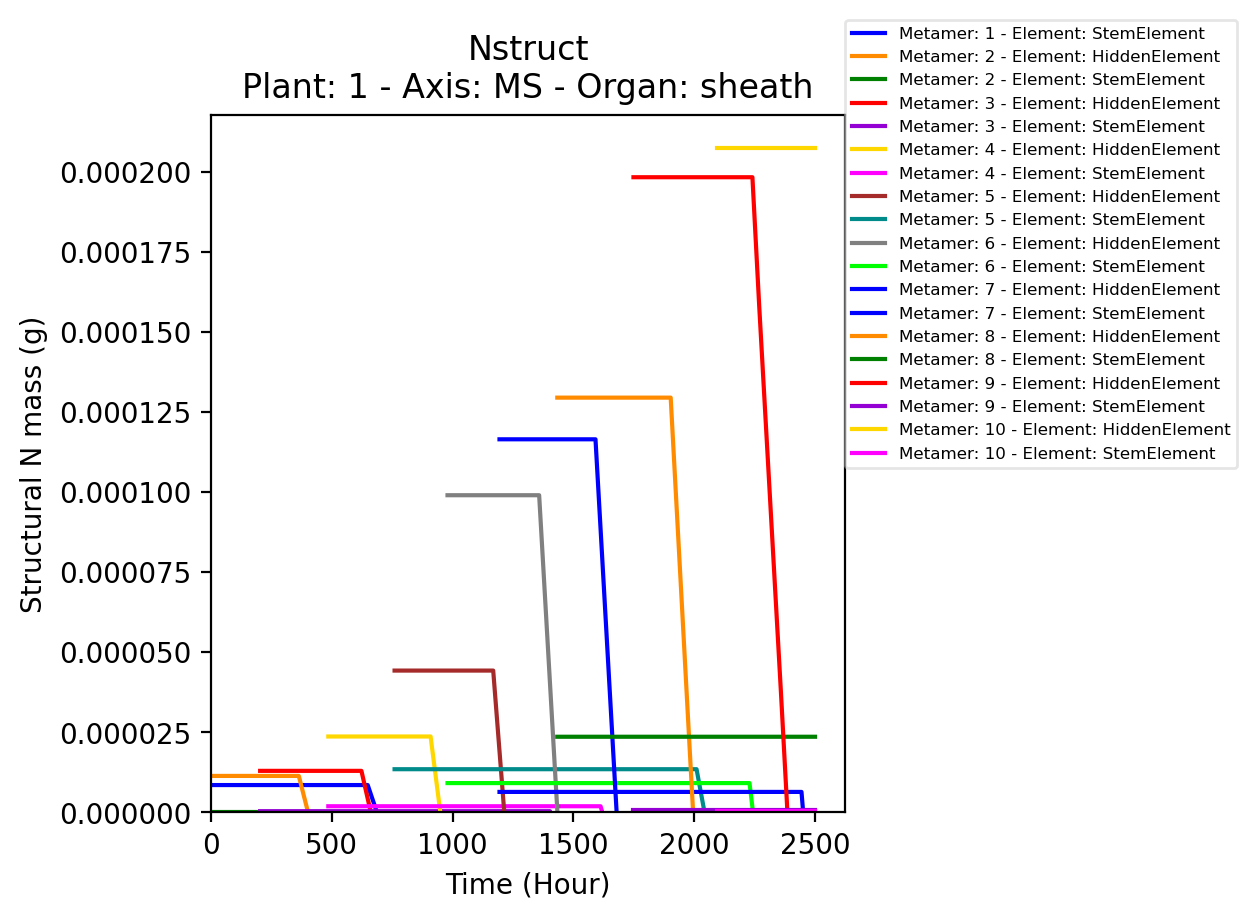 Nstruct
Plant: 1 - Axis: MS - Organ: sheath
Metamer: 1 - Element: StemElement
Metamer: 2 - Element: HiddenElement
Metamer: 2 - Element: StemElement
Metamer: 3 - Element: HiddenElement
Metamer: 3 - Element: StemElement
Metamer: 4 - Element: HiddenElement
Metamer: 4 - Element: StemElement
Metamer: 5 - Element: HiddenElement
Metamer: 5 - Element: StemElement
Metamer: 6 - Element: HiddenElement
Metamer: 6 - Element: StemElement
Metamer: 7 - Element: HiddenElement
Metamer: 7 - Element: StemElement
Metamer: 8 - Element: HiddenElement
Metamer: 8 - Element: StemElement
Metamer: 9 - Element: HiddenElement
Metamer: 9 - Element: StemElement
Metamer: 10 - Element: HiddenElement
Metamer: 10 - Element: StemElement
Structural N mass (g)
0.000200
0.000175
0.000150
0.000125
0.000100
0.000075
0.000050
0.000025
0.000000
0 500 1000 1500 2000 2500
Time (Hour)